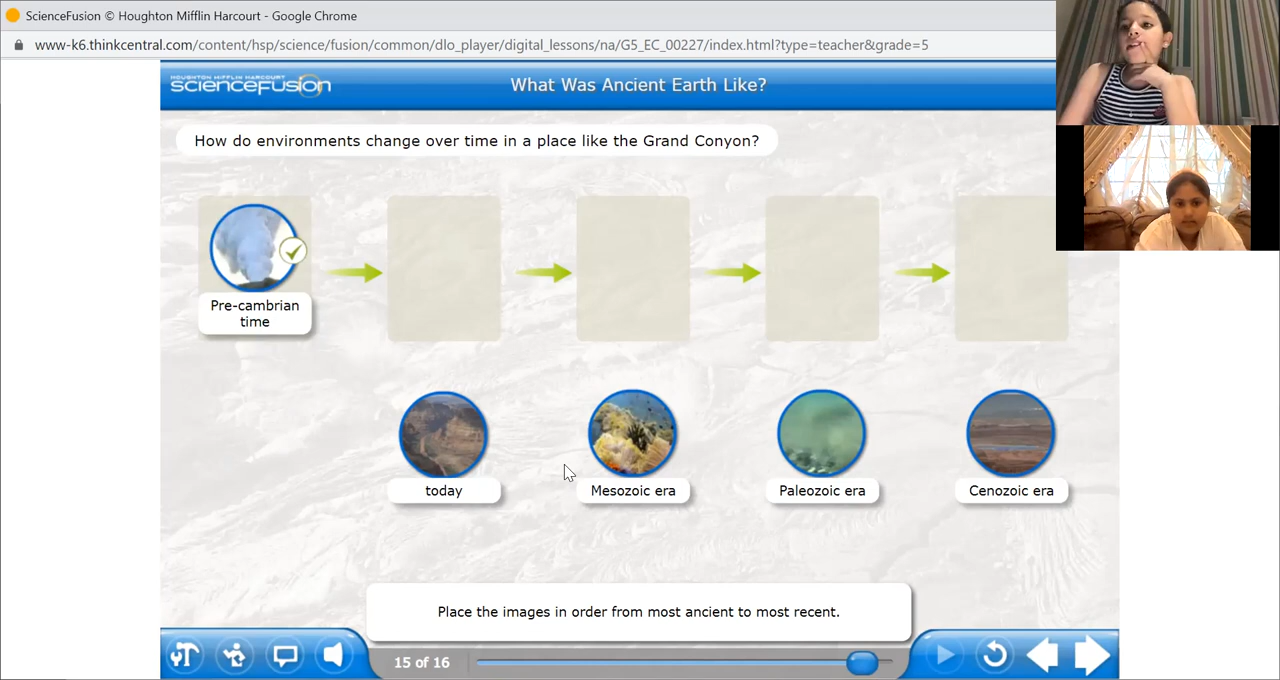 ScienceFusion © Houghton Mifflin Harcourt - Google Chrome
www-k6.thinkcentral.com/content/hsp/science/fusion/common/dlo_player/digital_lessons/na/G5_EC_00227/index.html?type=teacher&grade=5
HOUGHTON MIFFLIN HARCOURT
scienceFusion
What Was Ancient Earth Like?
How do environments change over time in a place like the Grand Conyon?
Pre-cambrian
time
today
Mesozoic era
Paleozoic era
Cenozoic era
Place the images in order from most ancient to most recent.
15 of 16